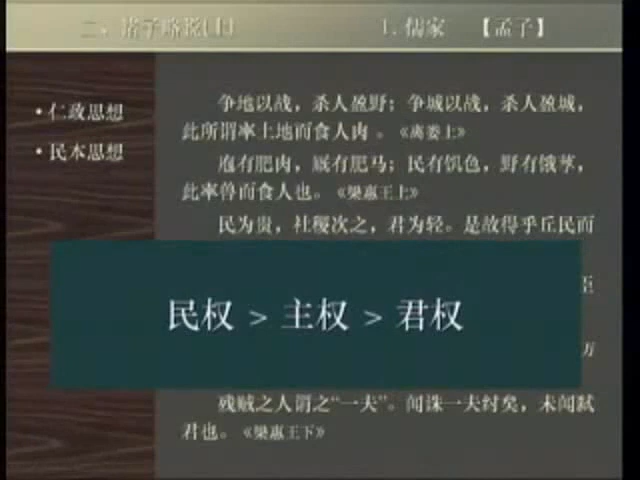 二、诸子略说(上) 1.儒家 【孟子】
·仁政思想
·民本思想
争地以战，杀人盈野；争城以战，杀人盈城，
此所谓率土地而食人肉。《离娄上》
庖有肥肉，厩有肥马；民有饥色，野有饿莩，
此率兽而食人也。《梁惠王上》
民为贵，社稷次之，君为轻。是故得乎丘民而
民权 > 主权 > 君权
残贼之人谓之“一夫”。闻诛一夫纣矣，未闻弑
君也。《梁惠王下》